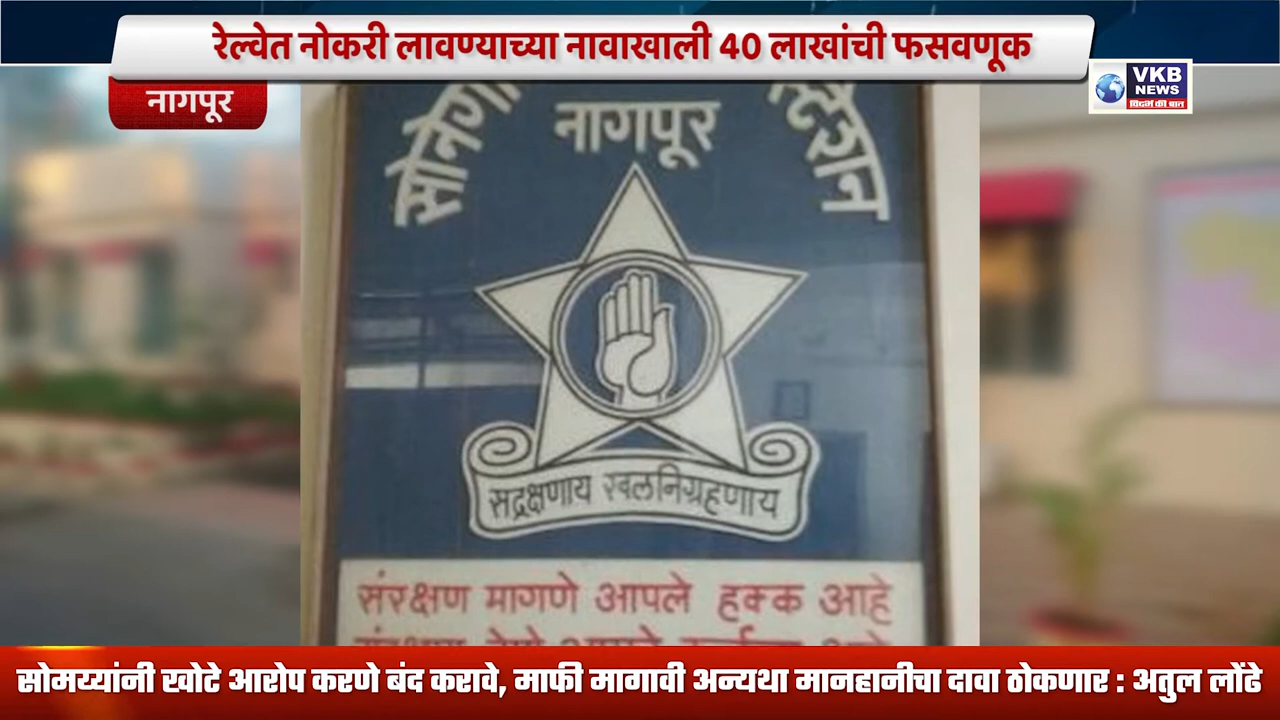 रेल्वेत नोकरी लावण्याच्या नावाखाली 40 लाखांची फसवणूक
नागपूर
VKB
NEWS
विदर्भ की बात
नागपूर
सद्रक्षणाय खलनिग्रहणाय
संरक्षण मागणे आपले हक्क आहे
सोमय्यांनी खोटे आरोप करणे बंद करावे, माफी मागावी अन्यथा मानहानीचा दावा ठोकणार : अतुल लोंढे